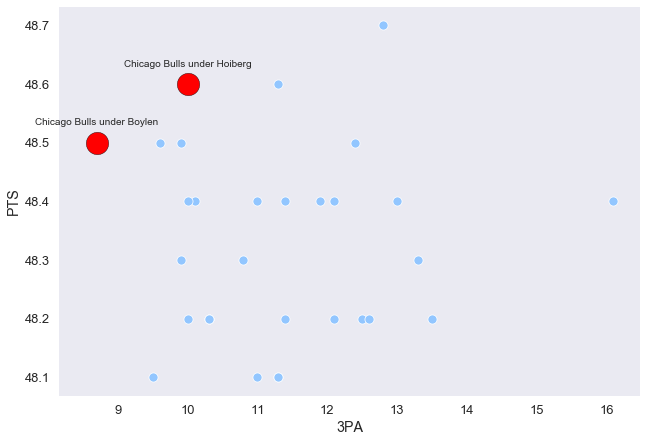 48.7
48.6
48.5
48.4
48.3
48.2
48.1
PTS
Chicago Bulls under Hoiberg
Chicago Bulls under Boylen
9 10 11 12 13 14 15 16
3PA